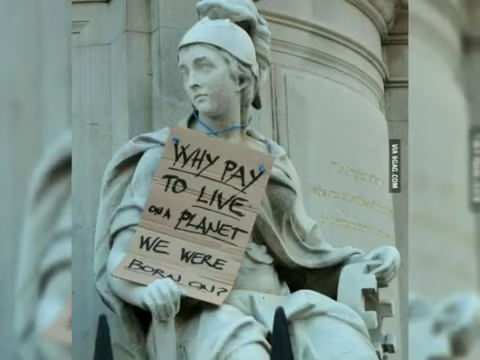 WHY PAY
TO LIVE
ON A PLANET
WE WERE
BORN ON?
VIA 9GAG.COM